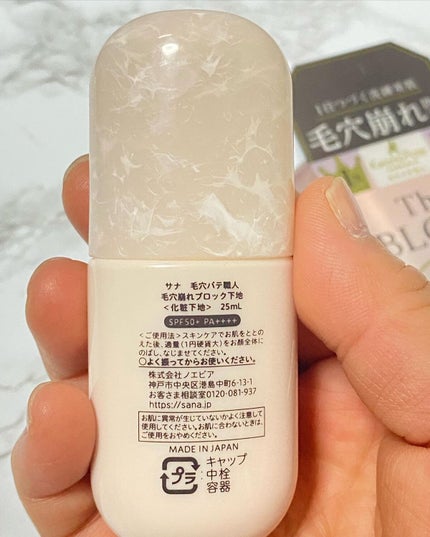 サナ 毛穴パテ職人
毛穴崩れブロック下地
<化粧下地> 25mL
SPF50+ PA++++
<ご使用法>スキンケアでお肌をととの
えた後、適量(1円硬貨大)をお顔全体に
のばし、なじませてください。
○よく振ってからお使いください。
株式会社ノエビア
神戸市中央区港島中町6-13-1
お客さま相談室0120-081-937
https://sana.jp
お肌に異常が生じていないかよく注意して
使用してください。お肌に合わないときは、
ご使用をおやめください。
MADE IN JAPAN
プラ
キャップ
中栓
容器
毛穴崩れ
Th
BLO